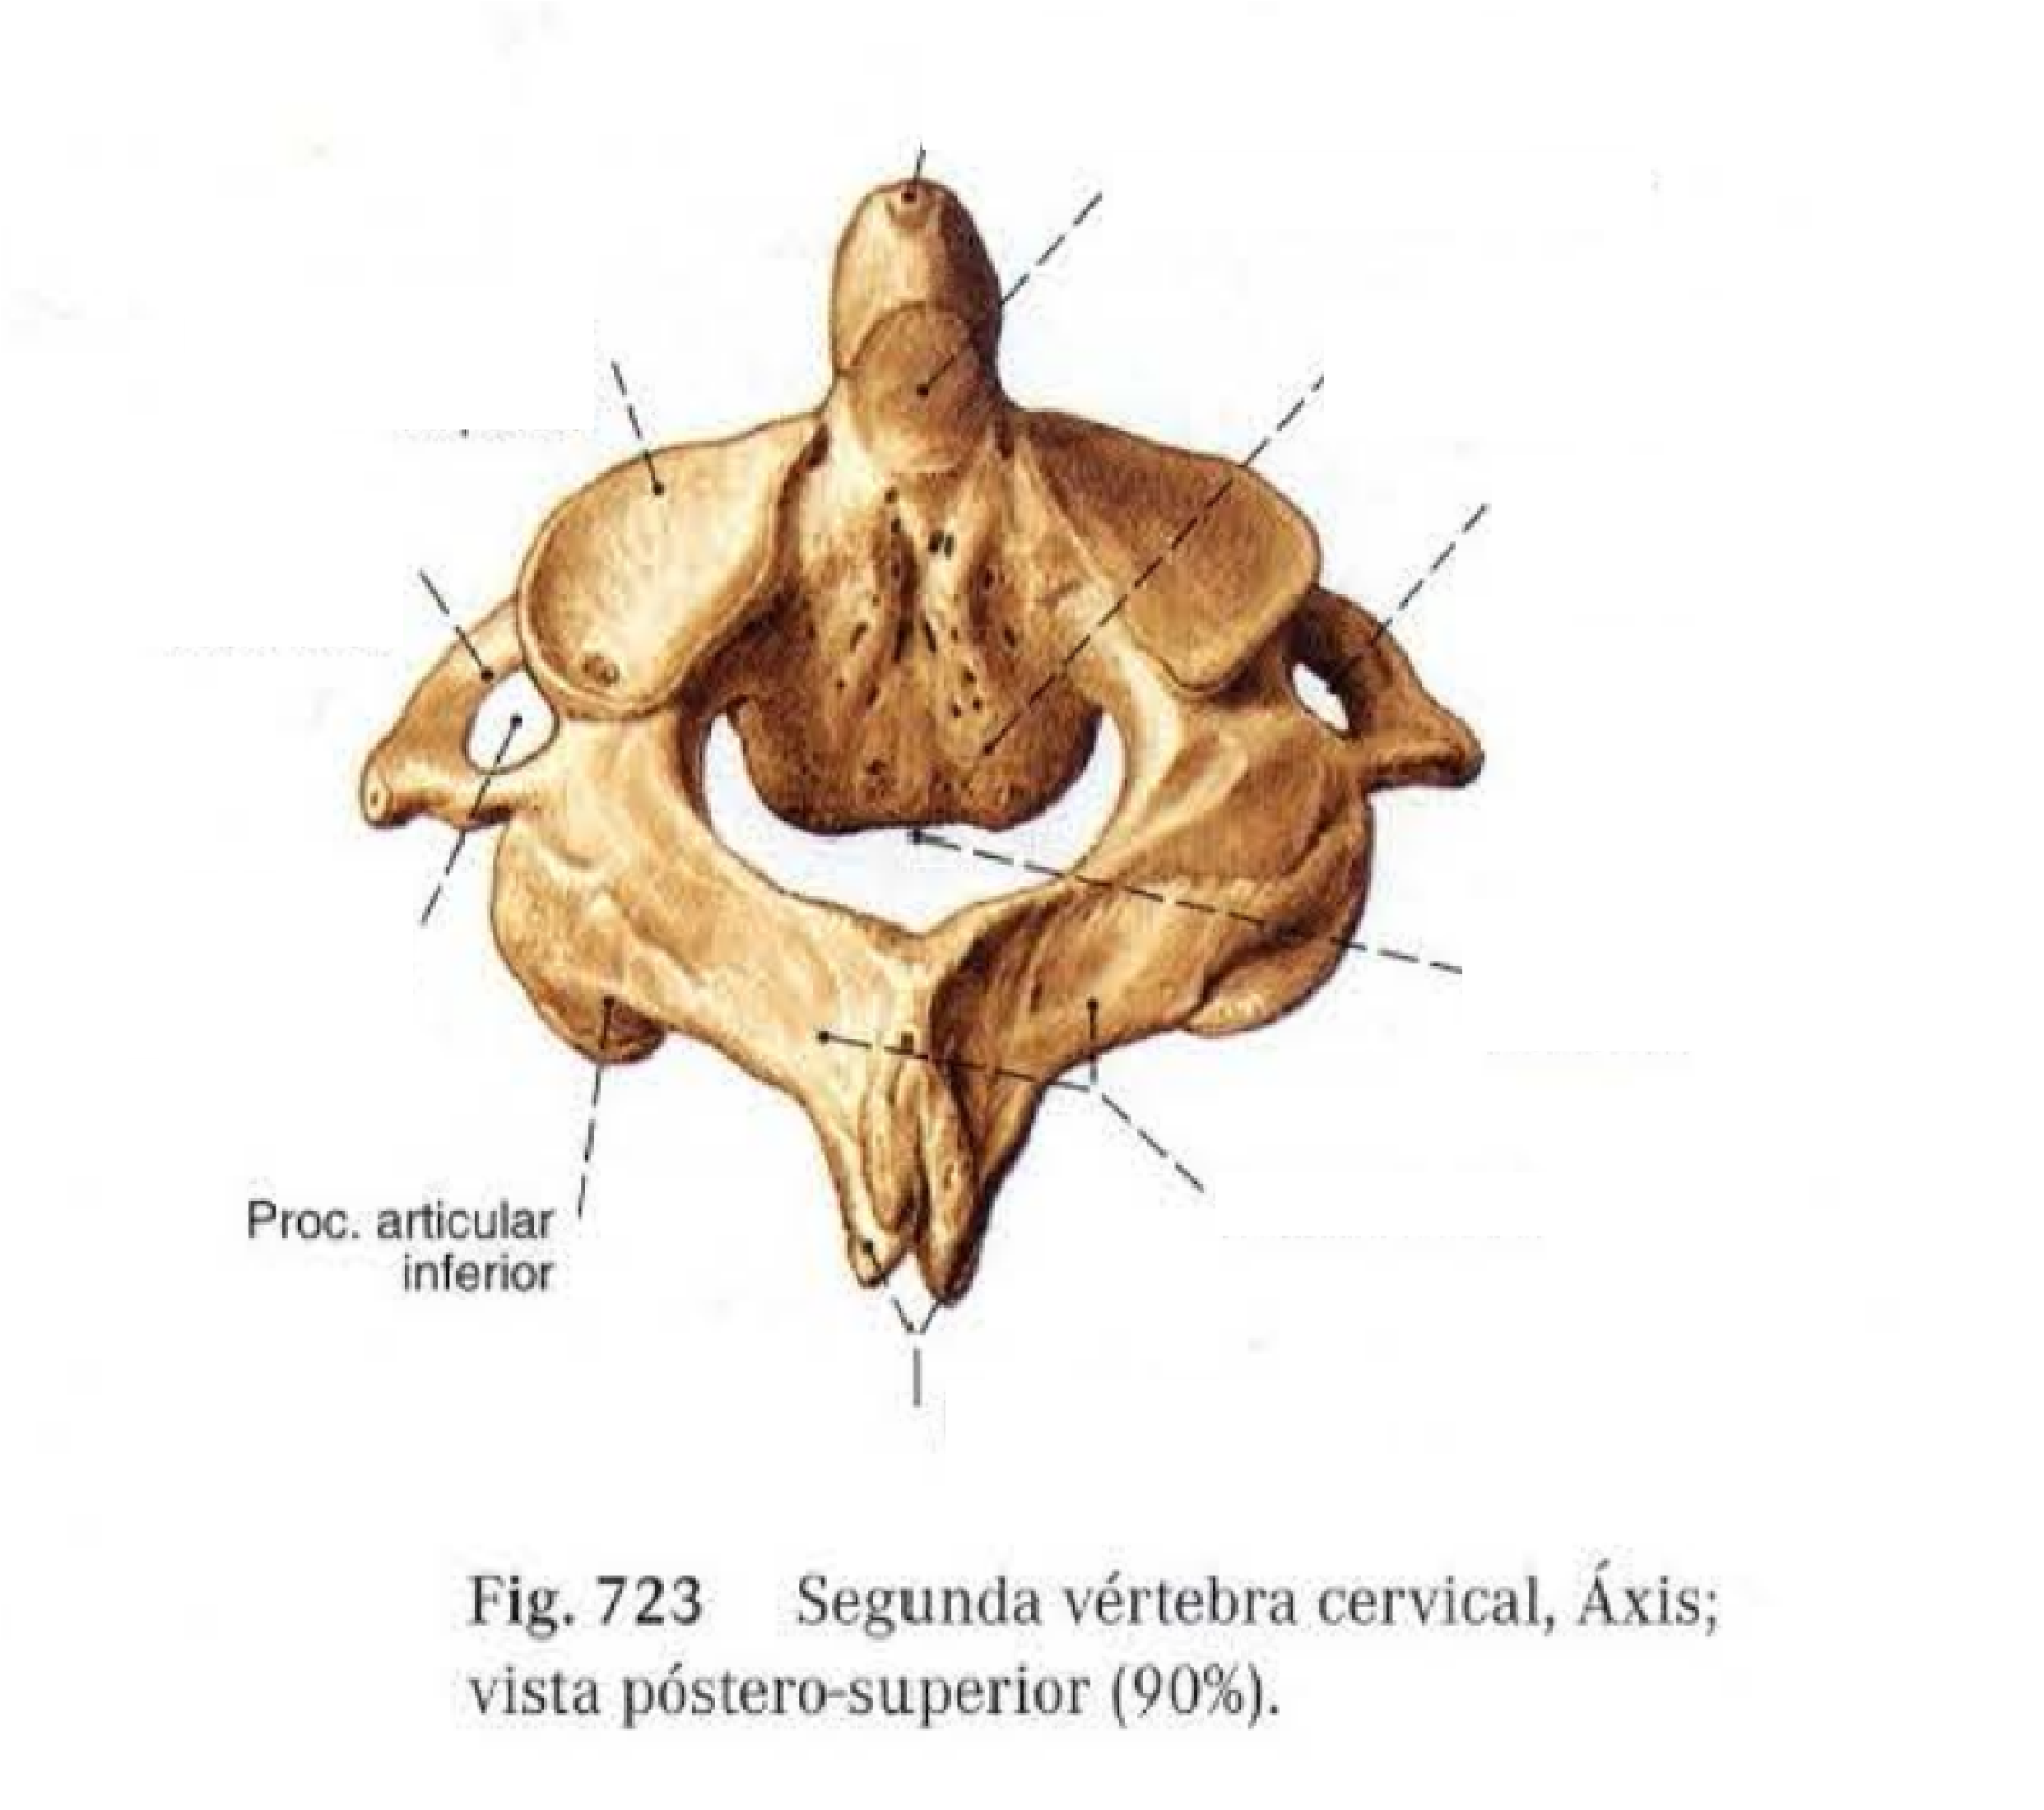 Proc. articular
inferior
Fig. 723 Segunda vértebra cervical, Áxis;
vista póstero-superior (90%).